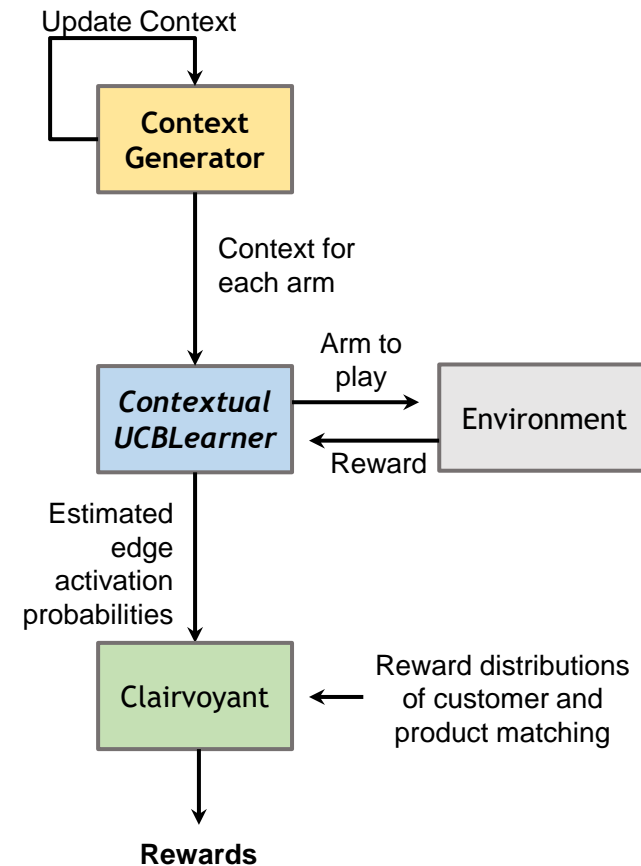 Update Context
Context
Generator
Context for
each arm
Arm to
play
Contextual
UCBLearner
Environment
Reward
Estimated
edge
activation
probabilities
Clairvoyant
Reward distributions
of customer and
product matching
Rewards